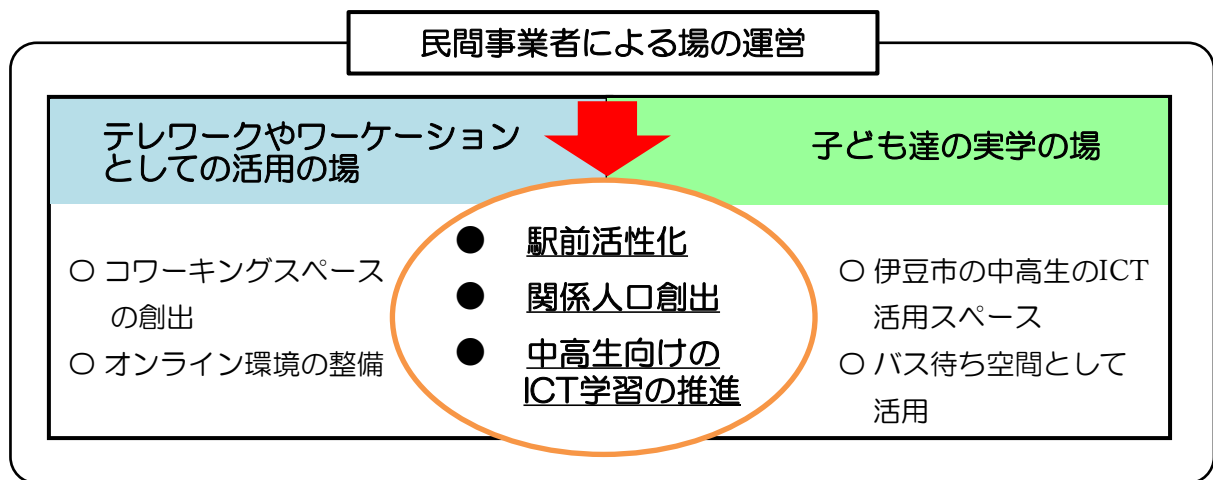 民間事業者による場の運営
テレワークやワーケーション
としての活用の場
〇 コワーキングスペース
の創出
〇 オンライン環境の整備
● 駅前活性化
● 関係人口創出
● 中高生向けの
ICT学習の推進
子ども達の実学の場
〇 伊豆市の中高生のICT
活用スペース
〇 バス待ち空間として
活用